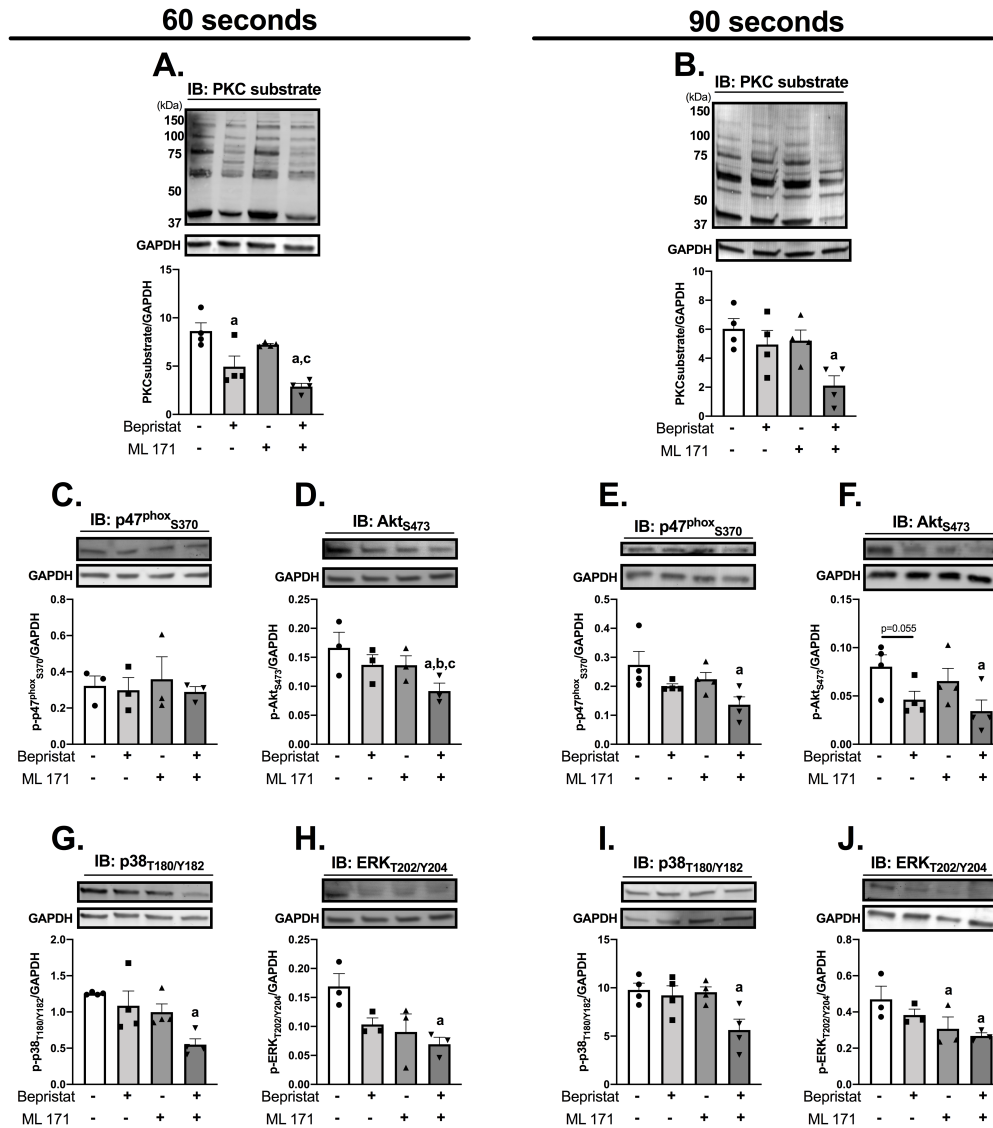 60 seconds
90 seconds
A.
IB: PKC substrate
(kDa)
150
100
75
50
37
GAPDH
PKCsubstrate/GAPDH
15
10
5
0
a
a,c
Bepristat - + - +
ML 171 - - + +
B.
IB: PKC substrate
(kDa)
150
100
75
50
37
GAPDH
PKCsubstrate/GAPDH
10
8
6
4
2
0
a
Bepristat - + - +
ML 171 - - + +
C.
IB: p47phoxS370
GAPDH
p-p47phoxS370/GAPDH
0.8
0.6
0.4
0.2
0.0
Bepristat - + - +
ML 171 - - + +
D.
IB: AktS473
GAPDH
p-AktS473/GAPDH
0.25
0.20
0.15
0.10
0.05
0.00
a,b,c
Bepristat - + - +
ML 171 - - + +
E.
IB: p47phoxS370
GAPDH
p-p47phoxS370/GAPDH
0.5
0.4
0.3
0.2
0.1
0.0
a
Bepristat - + - +
ML 171 - - + +
F.
IB: AktS473
GAPDH
p-AktS473/GAPDH
0.15
0.10
0.05
0.00
p=0.055
a
Bepristat - + - +
ML 171 - - + +
G.
IB: p38T180/Y182
GAPDH
p-p38T180/Y182/GAPDH
2.0
1.5
1.0
0.5
0.0
a
Bepristat - + - +
ML 171 - - + +
H.
IB: ERKT202/Y204
GAPDH
p-ERKT202/Y204/GAPDH
0.25
0.20
0.15
0.10
0.05
0.00
a
Bepristat - + - +
ML 171 - - + +
I.
IB: p38T180/Y182
GAPDH
p-p38T180/Y182/GAPDH
15
10
5
0
a
Bepristat - + - +
ML 171 - - + +
J.
IB: ERKT202/Y204
GAPDH
p-ERKT202/Y204/GAPDH
0.8
0.6
0.4
0.2
0.0
a
a
Bepristat - + - +
ML 171 - - + +